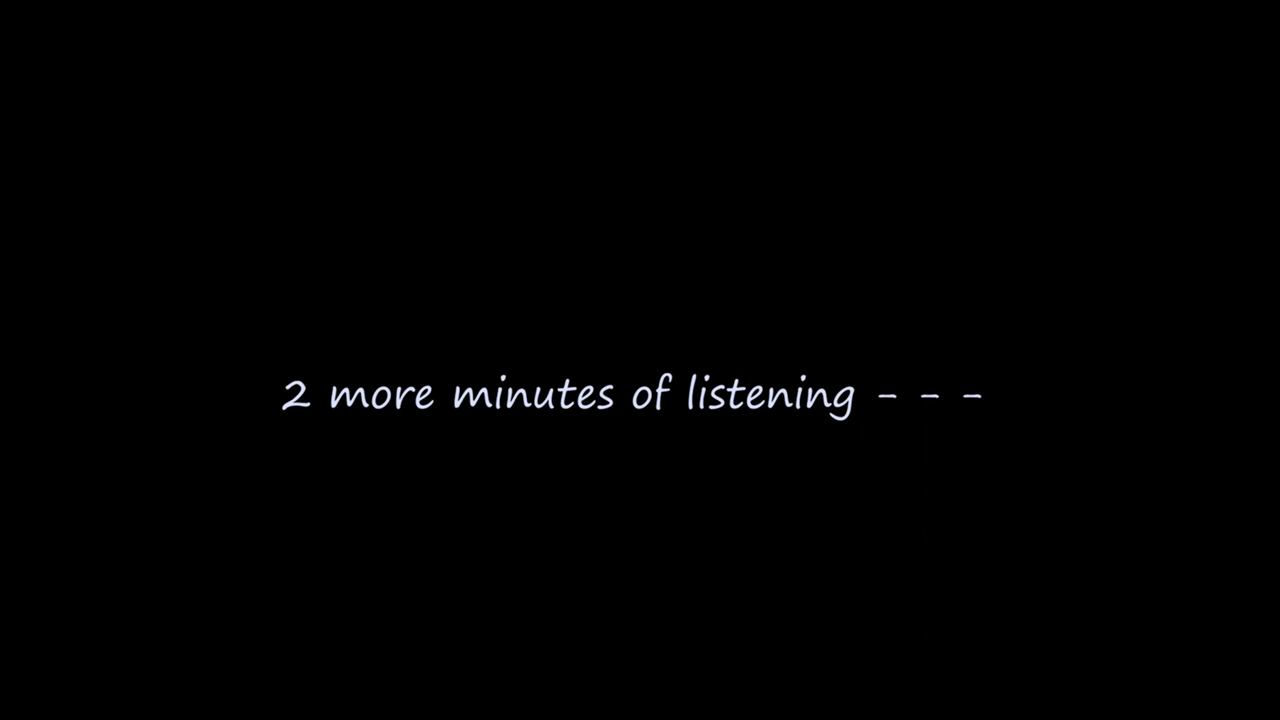 2 more minutes of listening - - -